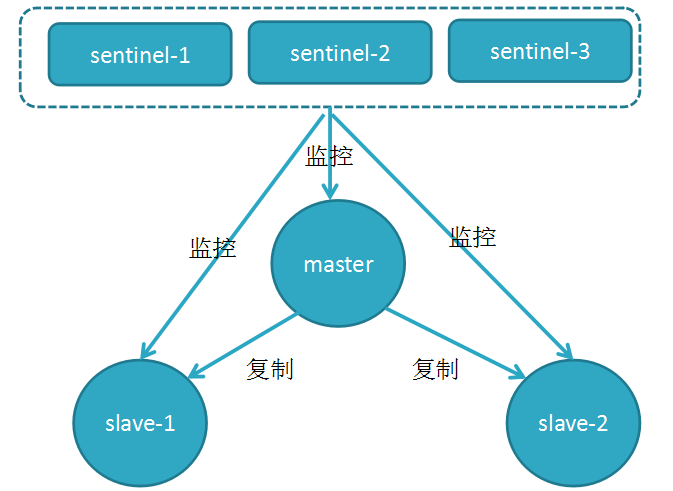 sentinel-1
sentinel-2
sentinel-3
监控
监控
监控
master
复制
复制
slave-1
slave-2